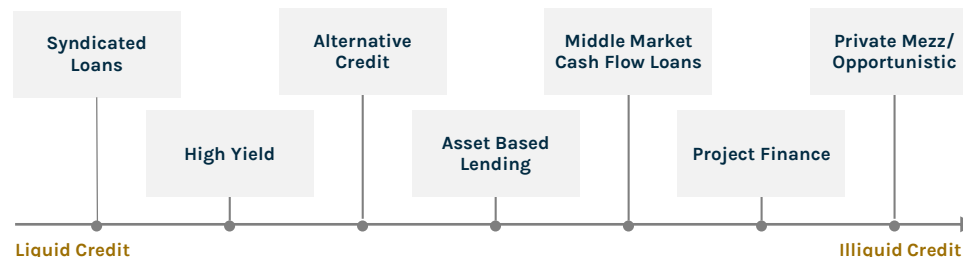 Syndicated
Loans
High Yield
Alternative
Credit
Asset Based
Lending
Middle Market
Cash Flow Loans
Project Finance
Private Mezz/
Opportunistic
Liquid Credit
Illiquid Credit